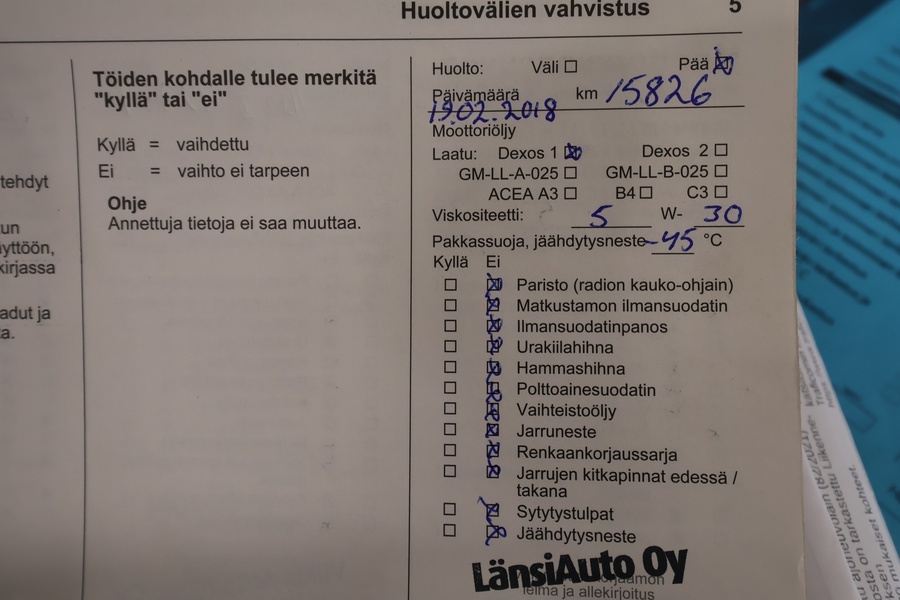 Huoltovälien vahvistus 5
tehdyt
kirjassa
adut ja
Töiden kohdalle tulee merkitä
"kyllä" tai "ei"
Kyllä = vaihdettu
Ei = vaihto ei tarpeen
Ohje
Annettuja tietoja ei saa muuttaa.
Huolto: Väli ☐ Pää ☒
Päivämäärä 13.02.2018 km 15826
Moottoriöljy
Laatu: Dexos 1 ☒ Dexos 2 ☐
GM-LL-A-025 ☐ GM-LL-B-025 ☐
ACEA A3 ☐ B4 ☐ C3 ☐
Viskositeetti: 5 W- 30
Pakkassuoja, jäähdytysneste -45 °C
Kyllä Ei
☐ ☒ Paristo (radion kauko-ohjain)
☐ ☒ Matkustamon ilmansuodatin
☐ ☒ Ilmansuodatinpanos
☐ ☒ Urakiilahihna
☐ ☒ Hammashihna
☐ ☒ Polttoainesuodatin
☐ ☒ Vaihteistoöljy
☐ ☒ Jarruneste
☐ ☒ Renkaankorjaussarja
☐ ☒ Jarrujen kitkapinnat edessä /
takana
☐ ☒ Sytytystulpat
☐ ☒ Jäähdytysneste
LänsiAuto Oy
leima ja allekirjoitus